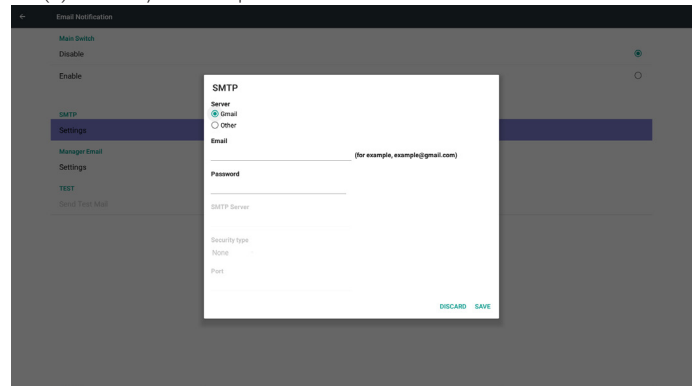 Email Notification
Main Switch
Disable
Enable
SMTP
Settings
Manager Email
Settings
TEST
Send Test Mail
SMTP
Server
Gmail
Other
Email
(for example, example@gmail.com)
Password
SMTP Server
Security type
None
Port
DISCARD SAVE